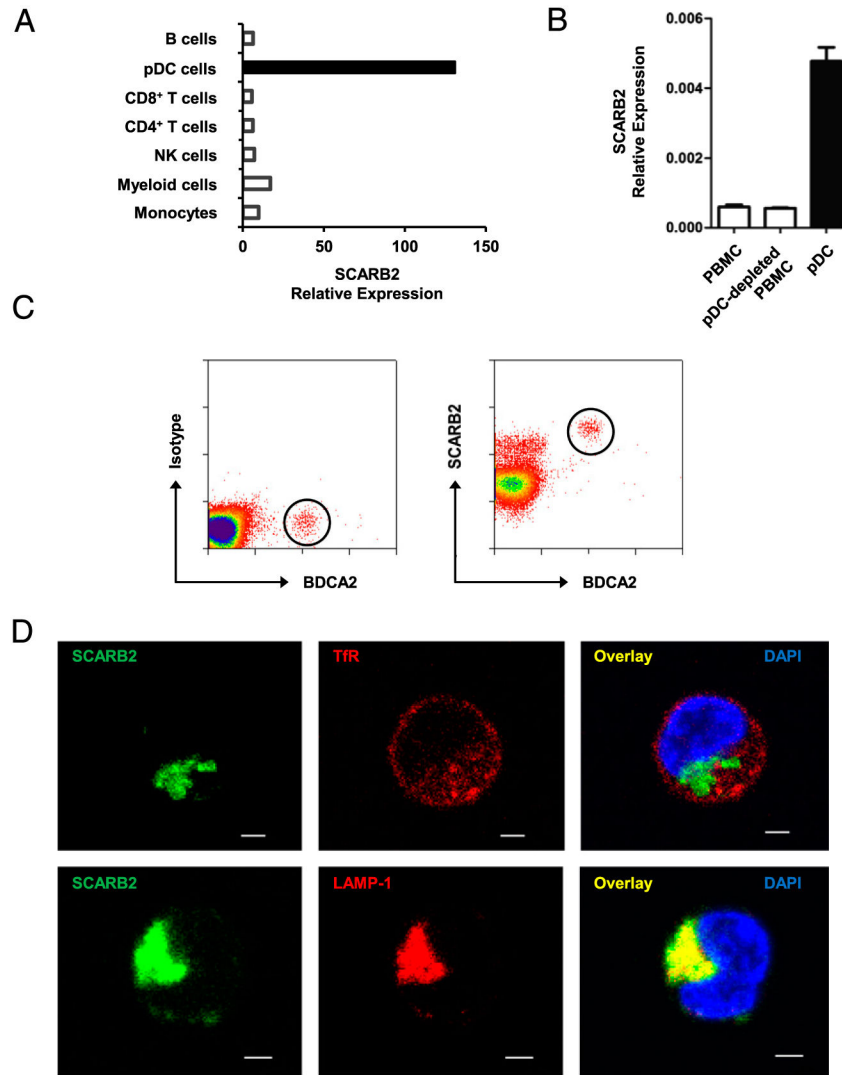 A
B cells
pDC cells
CD8⁺ T cells
CD4⁺ T cells
NK cells
Myeloid cells
Monocytes
0 50 100 150
SCARB2
Relative Expression
B
SCARB2
Relative Expression
0.006
0.004
0.002
0.000
PBMC
pDC-depleted
PBMC
pDC
C
Isotype
BDCA2
SCARB2
BDCA2
D
SCARB2
TfR
Overlay DAPI
SCARB2
LAMP-1
Overlay DAPI